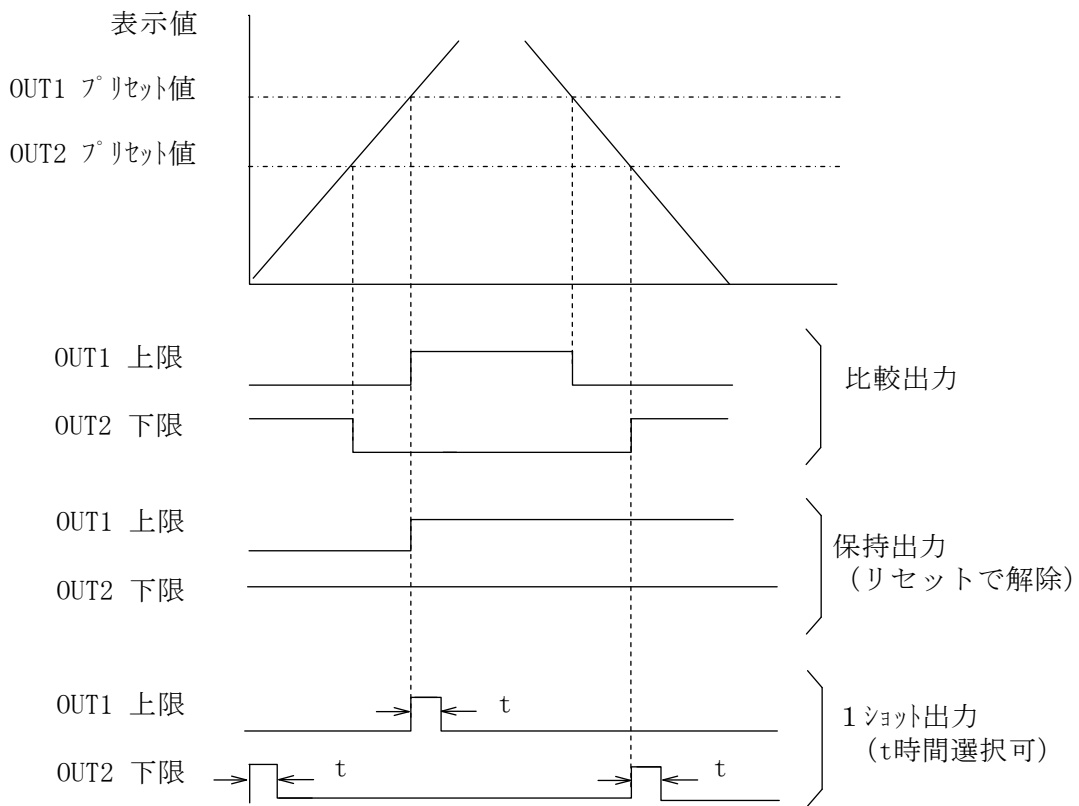 表示値
OUT1 プリセット値
OUT2 プリセット値
OUT1 上限
OUT2 下限
比較出力
OUT1 上限
OUT2 下限
保持出力
(リセットで解除)
OUT1 上限
t
OUT2 下限
t
t
1ショット出力
(t時間選択可)